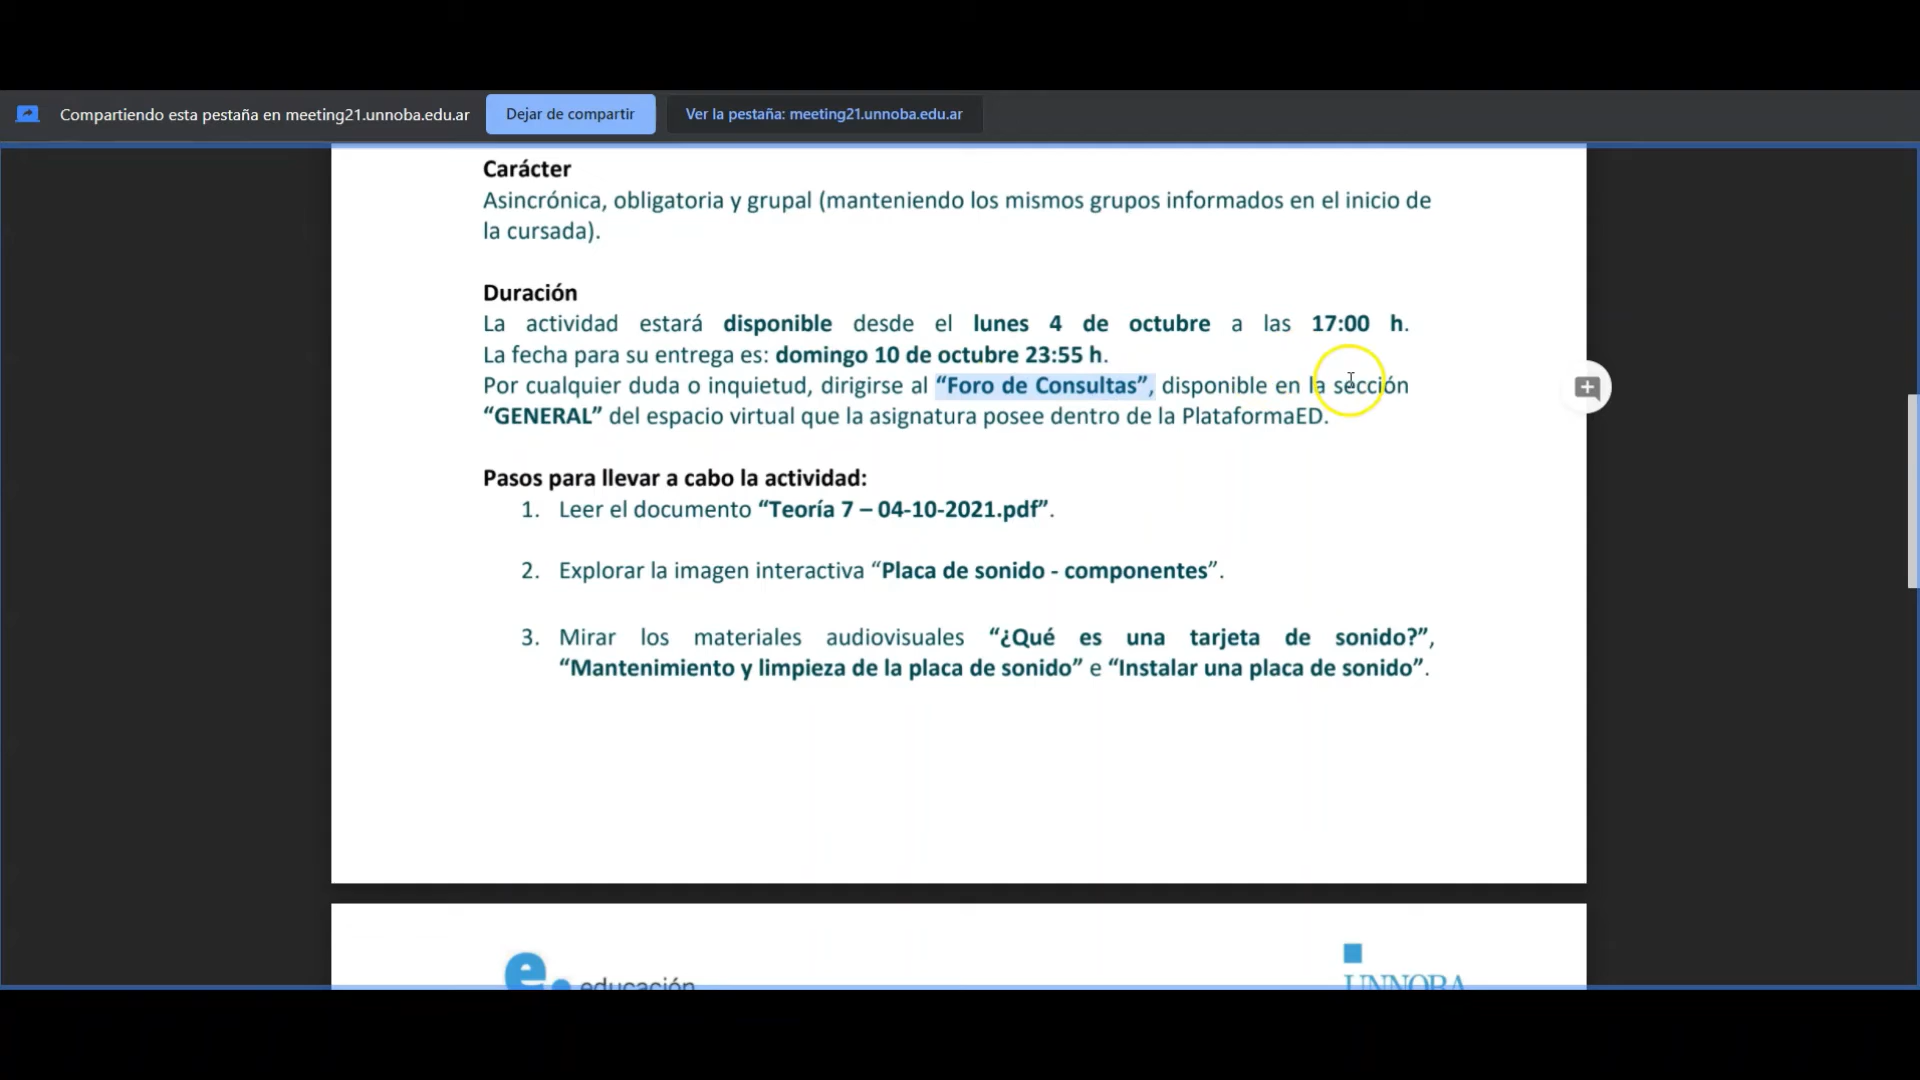 Compartiendo esta pestaña en meeting21.unnoba.edu.ar
Dejar de compartir
Ver la pestaña: meeting21.unnoba.edu.ar
Carácter
Asincrónica, obligatoria y grupal (manteniendo los mismos grupos informados en el inicio de
la cursada).
Duración
La actividad estará disponible desde el lunes 4 de octubre a las 17:00 h.
La fecha para su entrega es: domingo 10 de octubre 23:55 h.
Por cualquier duda o inquietud, dirigirse al “Foro de Consultas”, disponible en la sección
“GENERAL” del espacio virtual que la asignatura posee dentro de la PlataformaED.
Pasos para llevar a cabo la actividad:
1. Leer el documento “Teoría 7 – 04-10-2021.pdf”.
2. Explorar la imagen interactiva “Placa de sonido - componentes”.
3. Mirar los materiales audiovisuales “¿Qué es una tarjeta de sonido?”,
“Mantenimiento y limpieza de la placa de sonido” e “Instalar una placa de sonido”.
e. educación
UNNOBA